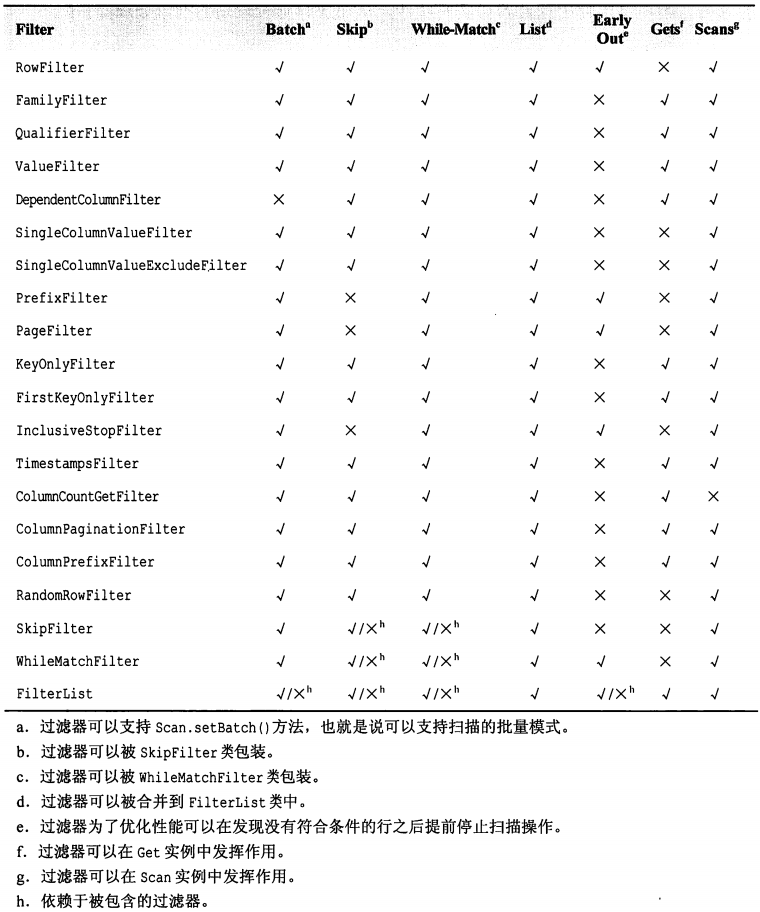 Filter Batchᵃ Skipᵇ While-Matchᶜ Listᵈ Early Outᵉ Getsᶠ Scansᵍ
RowFilter √ √ √ √ √ × √
FamilyFilter √ √ √ √ × √ √
QualifierFilter √ √ √ √ × √ √
ValueFilter √ √ √ √ × √ √
DependentColumnFilter × √ √ √ × √ √
SingleColumnValueFilter √ √ √ √ × × √
SingleColumnValueExcludeFilter √ √ √ √ × × √
PrefixFilter √ × √ √ √ × √
PageFilter √ × √ √ √ × √
KeyOnlyFilter √ √ √ √ × √ √
FirstKeyOnlyFilter √ √ √ √ × √ √
InclusiveStopFilter √ × √ √ √ × √
TimestampsFilter √ √ √ √ × √ √
ColumnCountGetFilter √ √ √ √ × √ ×
ColumnPaginationFilter √ √ √ √ × √ √
ColumnPrefixFilter √ √ √ √ × √ √
RandomRowFilter √ √ √ √ × × √
SkipFilter √ √/×ʰ √/×ʰ √ × × √
WhileMatchFilter √ √/×ʰ √/×ʰ √ √ × √
FilterList √/×ʰ √/×ʰ √/×ʰ √ √/×ʰ √ √
a. 过滤器可以支持 Scan.setBatch()方法，也就是说可以支持扫描的批量模式。
b. 过滤器可以被 SkipFilter 类包装。
c. 过滤器可以被 WhileMatchFilter 类包装。
d. 过滤器可以被合并到 FilterList 类中。
e. 过滤器为了优化性能可以在发现没有符合条件的行之后提前停止扫描操作。
f. 过滤器可以在 Get 实例中发挥作用。
g. 过滤器可以在 Scan 实例中发挥作用。
h. 依赖于被包含的过滤器。